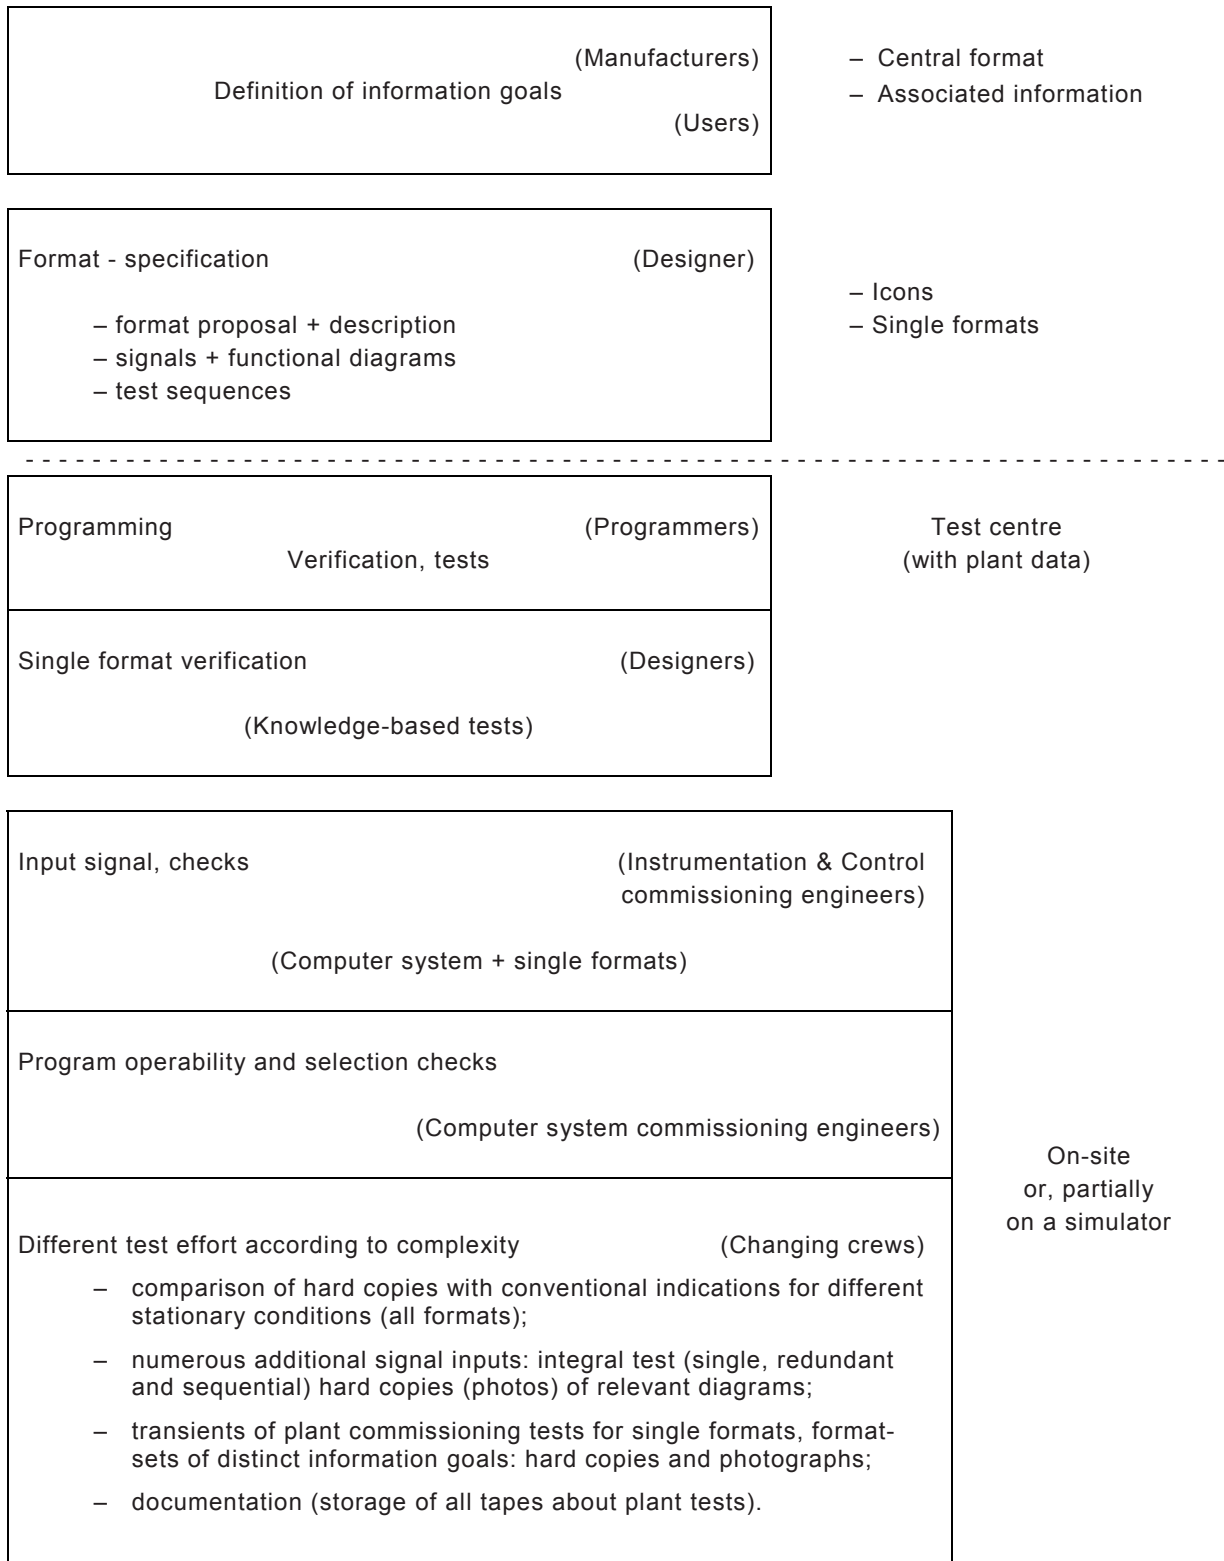 (Manufacturers)
Definition of information goals
(Users)
– Central format
– Associated information
Format - specification (Designer)
– format proposal + description
– signals + functional diagrams
– test sequences
– Icons
– Single formats
Programming (Programmers)
Verification, tests
Test centre
(with plant data)
Single format verification (Designers)
(Knowledge-based tests)
Input signal, checks (Instrumentation & Control
commissioning engineers)
(Computer system + single formats)
Program operability and selection checks
(Computer system commissioning engineers)
On-site
or, partially
on a simulator
Different test effort according to complexity (Changing crews)
– comparison of hard copies with conventional indications for different
stationary conditions (all formats);
– numerous additional signal inputs: integral test (single, redundant
and sequential) hard copies (photos) of relevant diagrams;
– transients of plant commissioning tests for single formats, format-
sets of distinct information goals: hard copies and photographs;
– documentation (storage of all tapes about plant tests).